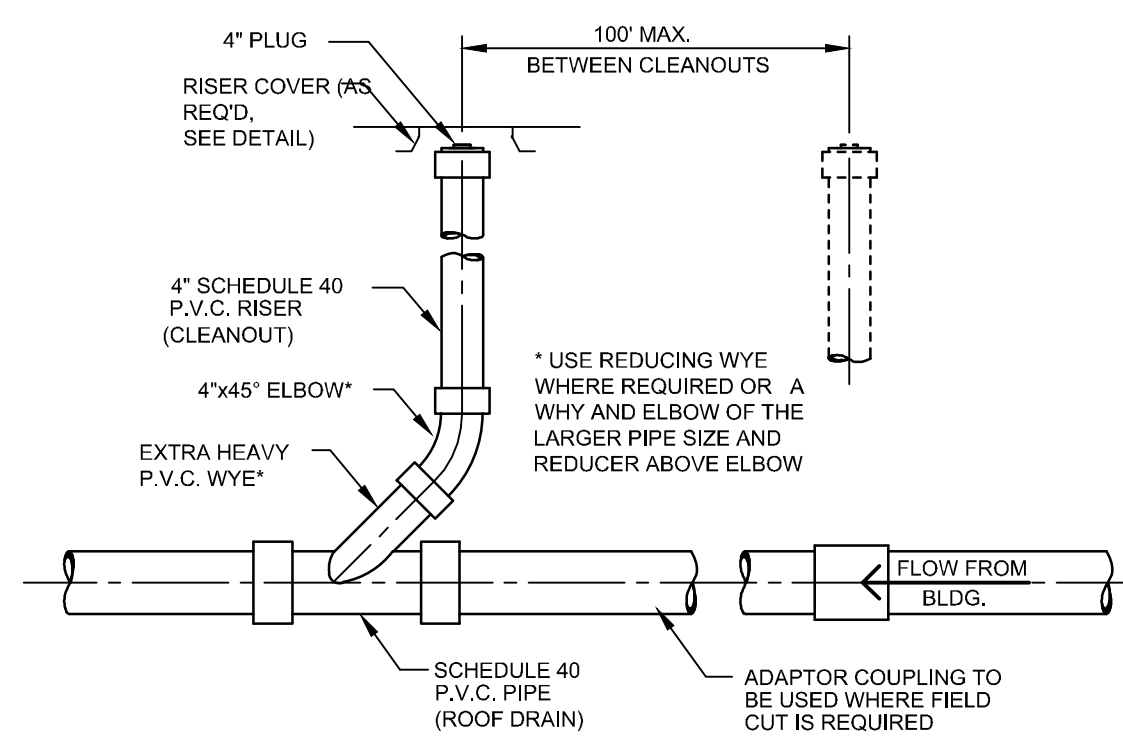 4" PLUG
100' MAX.
BETWEEN CLEANOUTS
RISER COVER (AS
REQ'D,
SEE DETAIL)
4" SCHEDULE 40
P.V.C. RISER
(CLEANOUT)
* USE REDUCING WYE
WHERE REQUIRED OR A
WHY AND ELBOW OF THE
LARGER PIPE SIZE AND
REDUCER ABOVE ELBOW
4"x45° ELBOW*
EXTRA HEAVY
P.V.C. WYE*
FLOW FROM
BLDG.
SCHEDULE 40
P.V.C. PIPE
(ROOF DRAIN)
ADAPTOR COUPLING TO
BE USED WHERE FIELD
CUT IS REQUIRED